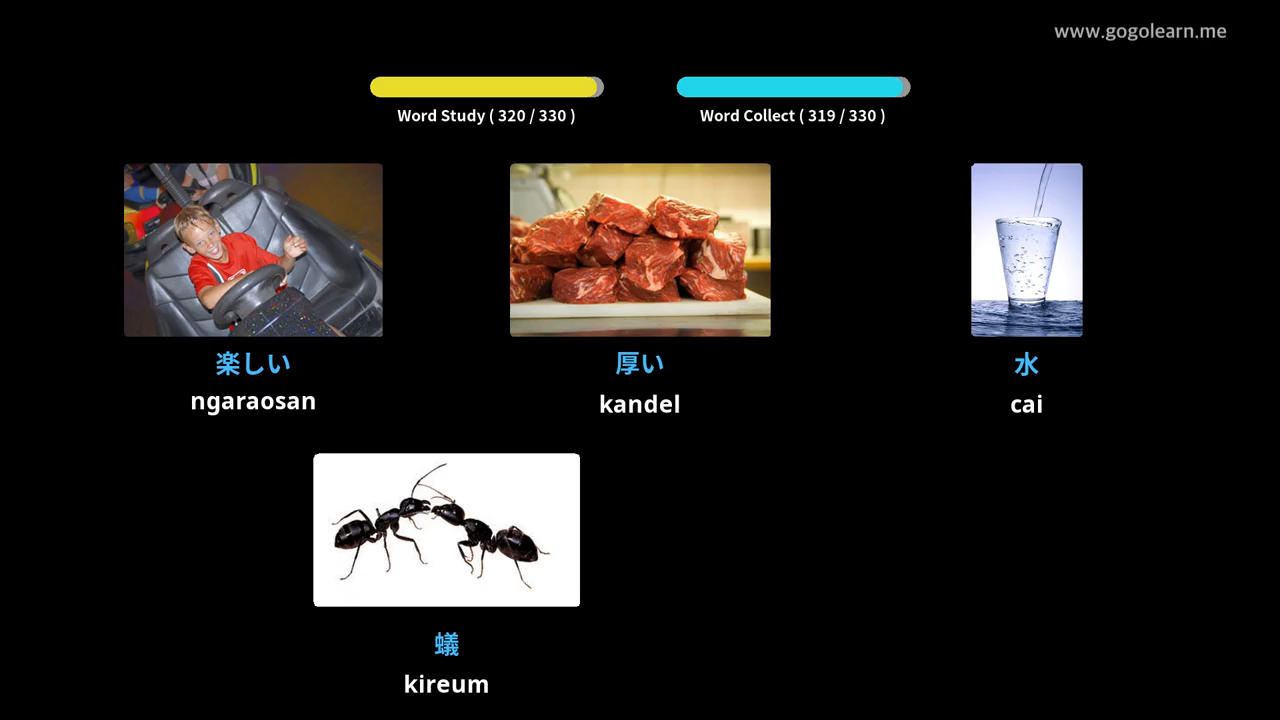 www.gogolearn.me
Word Study ( 320 / 330 )
Word Collect ( 319 / 330 )
楽しい
ngaraosan
厚い
kandel
水
cai
蟻
kireum